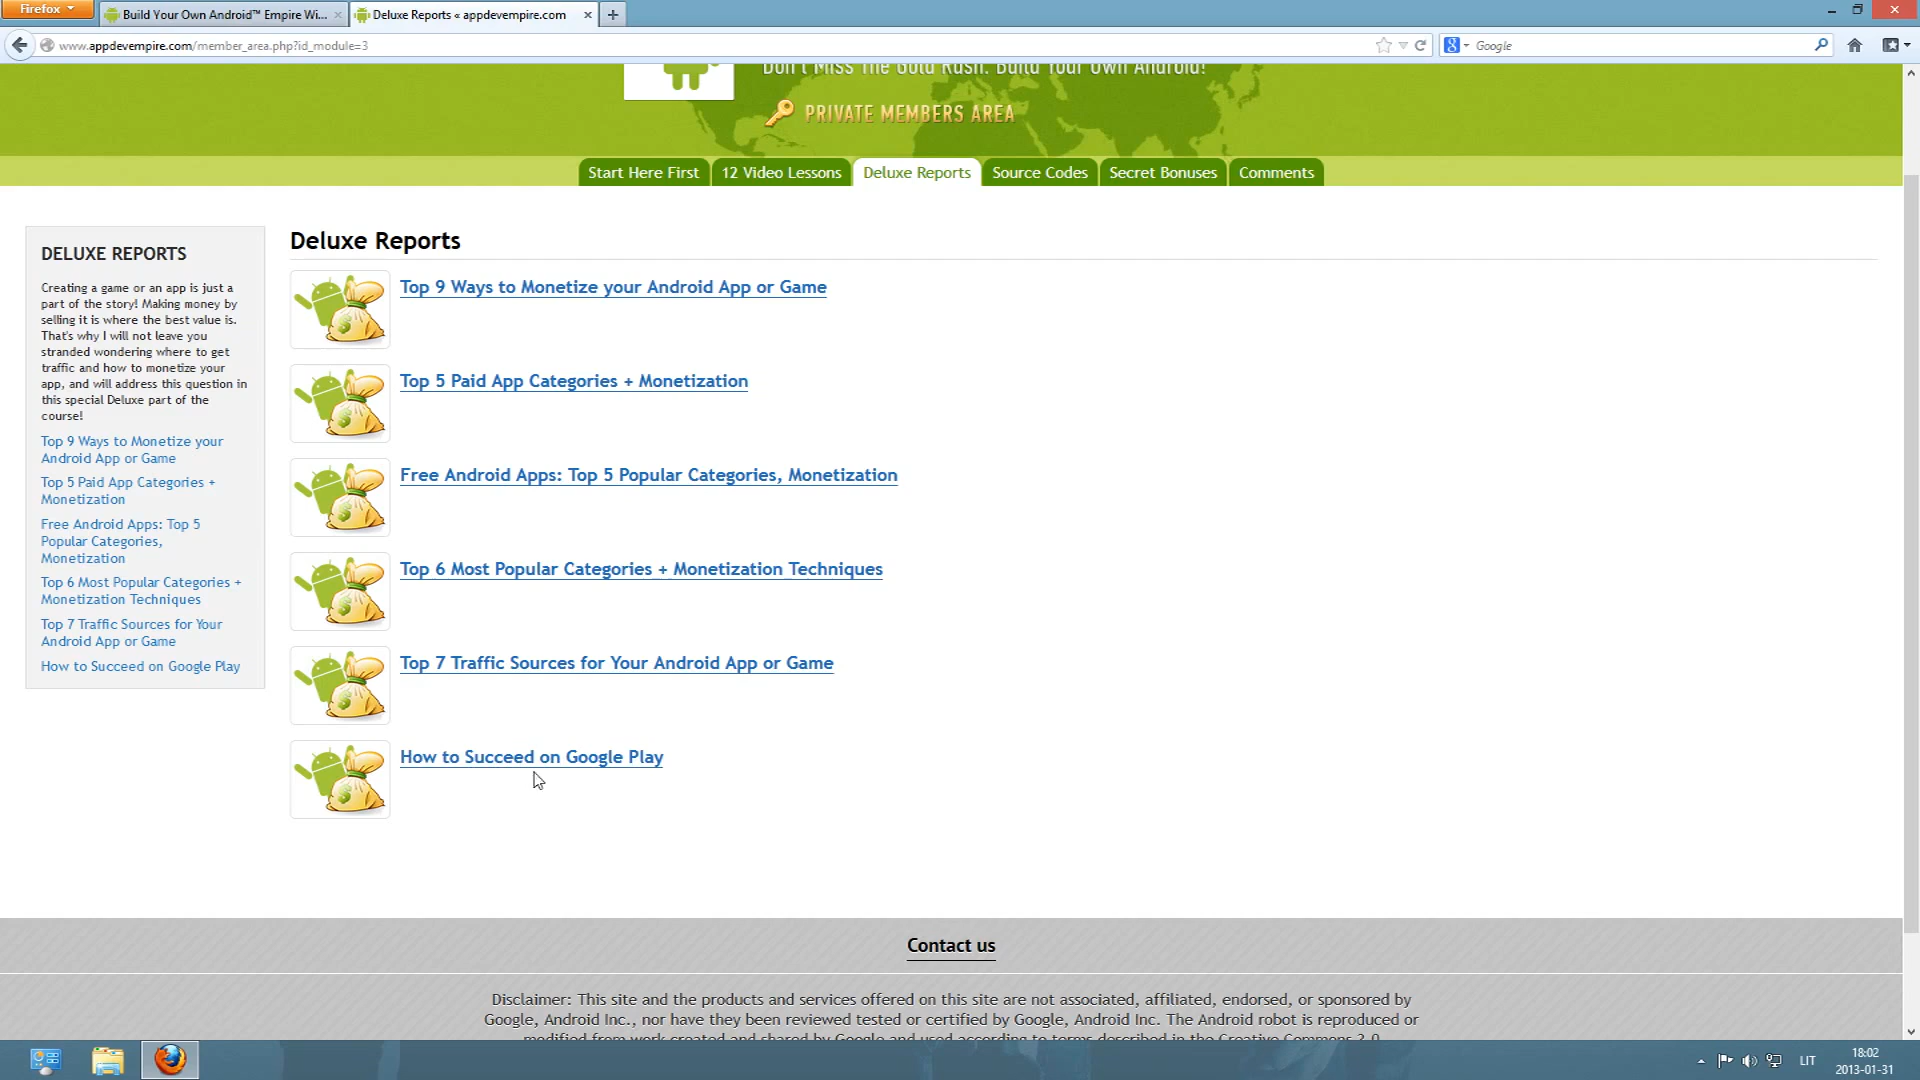 Firefox
Build Your Own Android™ Empire Wi...
Deluxe Reports « appdevempire.com
www.appdevempire.com/member_area.php?id_module=3
Google
Don't Miss The Gold Rush. Build Your Own Android!
PRIVATE MEMBERS AREA
Start Here First
12 Video Lessons
Deluxe Reports
Source Codes
Secret Bonuses
Comments
DELUXE REPORTS
Creating a game or an app is just a
part of the story! Making money by
selling it is where the best value is.
That's why I will not leave you
stranded wondering where to get
traffic and how to monetize your
app, and will address this question in
this special Deluxe part of the
course!
Top 9 Ways to Monetize your
Android App or Game
Top 5 Paid App Categories +
Monetization
Free Android Apps: Top 5
Popular Categories,
Monetization
Top 6 Most Popular Categories +
Monetization Techniques
Top 7 Traffic Sources for Your
Android App or Game
How to Succeed on Google Play
Deluxe Reports
Top 9 Ways to Monetize your Android App or Game
Top 5 Paid App Categories + Monetization
Free Android Apps: Top 5 Popular Categories, Monetization
Top 6 Most Popular Categories + Monetization Techniques
Top 7 Traffic Sources for Your Android App or Game
How to Succeed on Google Play
Contact us
Disclaimer: This site and the products and services offered on this site are not associated, affiliated, endorsed, or sponsored by
Google, Android Inc., nor have they been reviewed tested or certified by Google, Android Inc. The Android robot is reproduced or
modified from work created and shared by Google and used according to terms described in the Creative Commons 3.0
LIT
18:02
2013-01-31